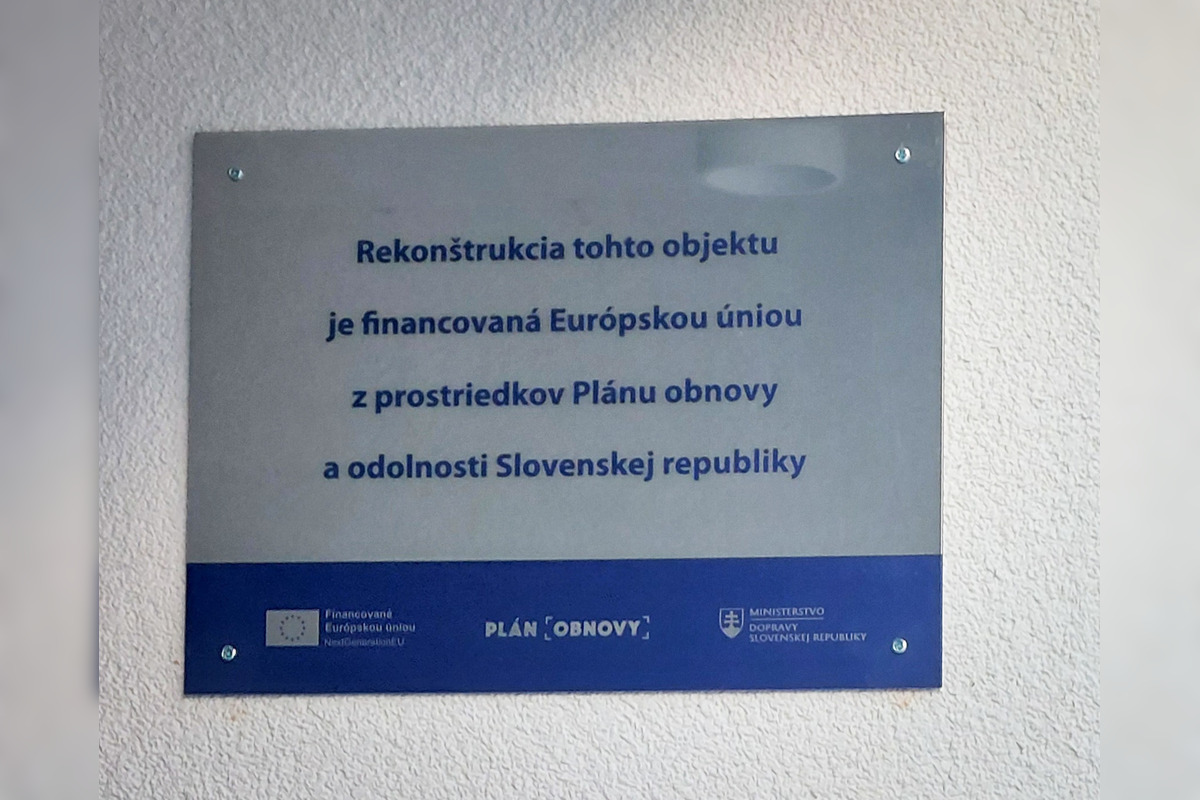 Rekonštrukcia tohto objektu
je financovaná Európskou úniou
z prostriedkov Plánu obnovy
a odolnosti Slovenskej republiky
Financované
Európskou úniou
NextGenerationEU
PLÁN [OBNOVY]
MINISTERSTVO
DOPRAVY
SLOVENSKEJ REPUBLIKY